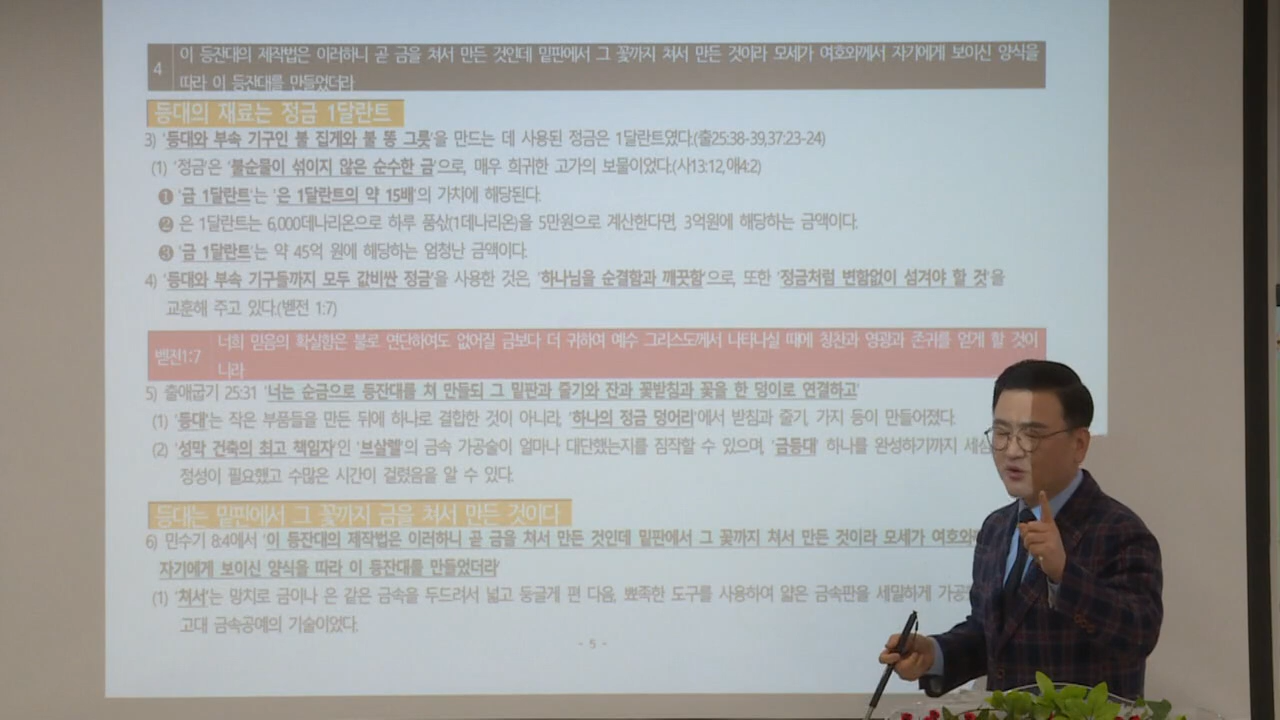 4 이 등잔대의 제작법은 이러하니 곧 금을 쳐서 만든 것인데 밑판에서 그 꽃까지 쳐서 만든 것이라 모세가 여호와께서 자기에게 보이신 양식을
따라 이 등잔대를 만들었더라
등대의 재료는 정금 1달란트
3) '등대와 부속 기구인 불 집게와 불 똥 그릇'을 만드는 데 사용된 정금은 1달란트였다.(출25:38-39,37:23-24)
(1) '정금'은 '불순물이 섞이지 않은 순수한 금'으로, 매우 희귀한 고가의 보물이었다.(사13:12,애4:2)
❶ '금 1달란트'는 '은 1달란트의 약 15배'의 가치에 해당된다.
❷ 은 1달란트는 6,000데나리온으로 하루 품삯(1데나리온)을 5만원으로 계산한다면, 3억원에 해당하는 금액이다.
❸ '금 1달란트'는 약 45억 원에 해당하는 엄청난 금액이다.
4) '등대와 부속 기구들까지 모두 값비싼 정금'을 사용한 것은, '하나님을 순결함과 깨끗함'으로, 또한 '정금처럼 변함없이 섬겨야 할 것'을
교훈해 주고 있다.(벧전 1:7)
벧전1:7 너희 믿음의 확실함은 불로 연단하여도 없어질 금보다 더 귀하여 예수 그리스도께서 나타나실 때에 칭찬과 영광과 존귀를 얻게 할 것이
니라
5) 출애굽기 25:31 '너는 순금으로 등잔대를 쳐 만들되 그 밑판과 줄기와 잔과 꽃받침과 꽃을 한 덩이로 연결하고'
(1) '등대'는 작은 부품들을 만든 뒤에 하나로 결합한 것이 아니라, '하나의 정금 덩어리'에서 받침과 줄기, 가지 등이 만들어졌다.
(2) '성막 건축의 최고 책임자'인 '브살렐'의 금속 가공술이 얼마나 대단했는지를 짐작할 수 있으며, '금등대' 하나를 완성하기까지 세심
정성이 필요했고 수많은 시간이 걸렸음을 알 수 있다.
등대는 밑판에서 그 꽃까지 금을 쳐서 만든 것이다
6) 민수기 8:4에서 '이 등잔대의 제작법은 이러하니 곧 금을 쳐서 만든 것인데 밑판에서 그 꽃까지 쳐서 만든 것이라 모세가 여호와
자기에게 보이신 양식을 따라 이 등잔대를 만들었더라'
(1) '쳐서'는 망치로 금이나 은 같은 금속을 두드려서 넓고 둥글게 편 다음, 뾰족한 도구를 사용하여 얇은 금속판을 세밀하게 가공
고대 금속공예의 기술이었다.
- 5 -